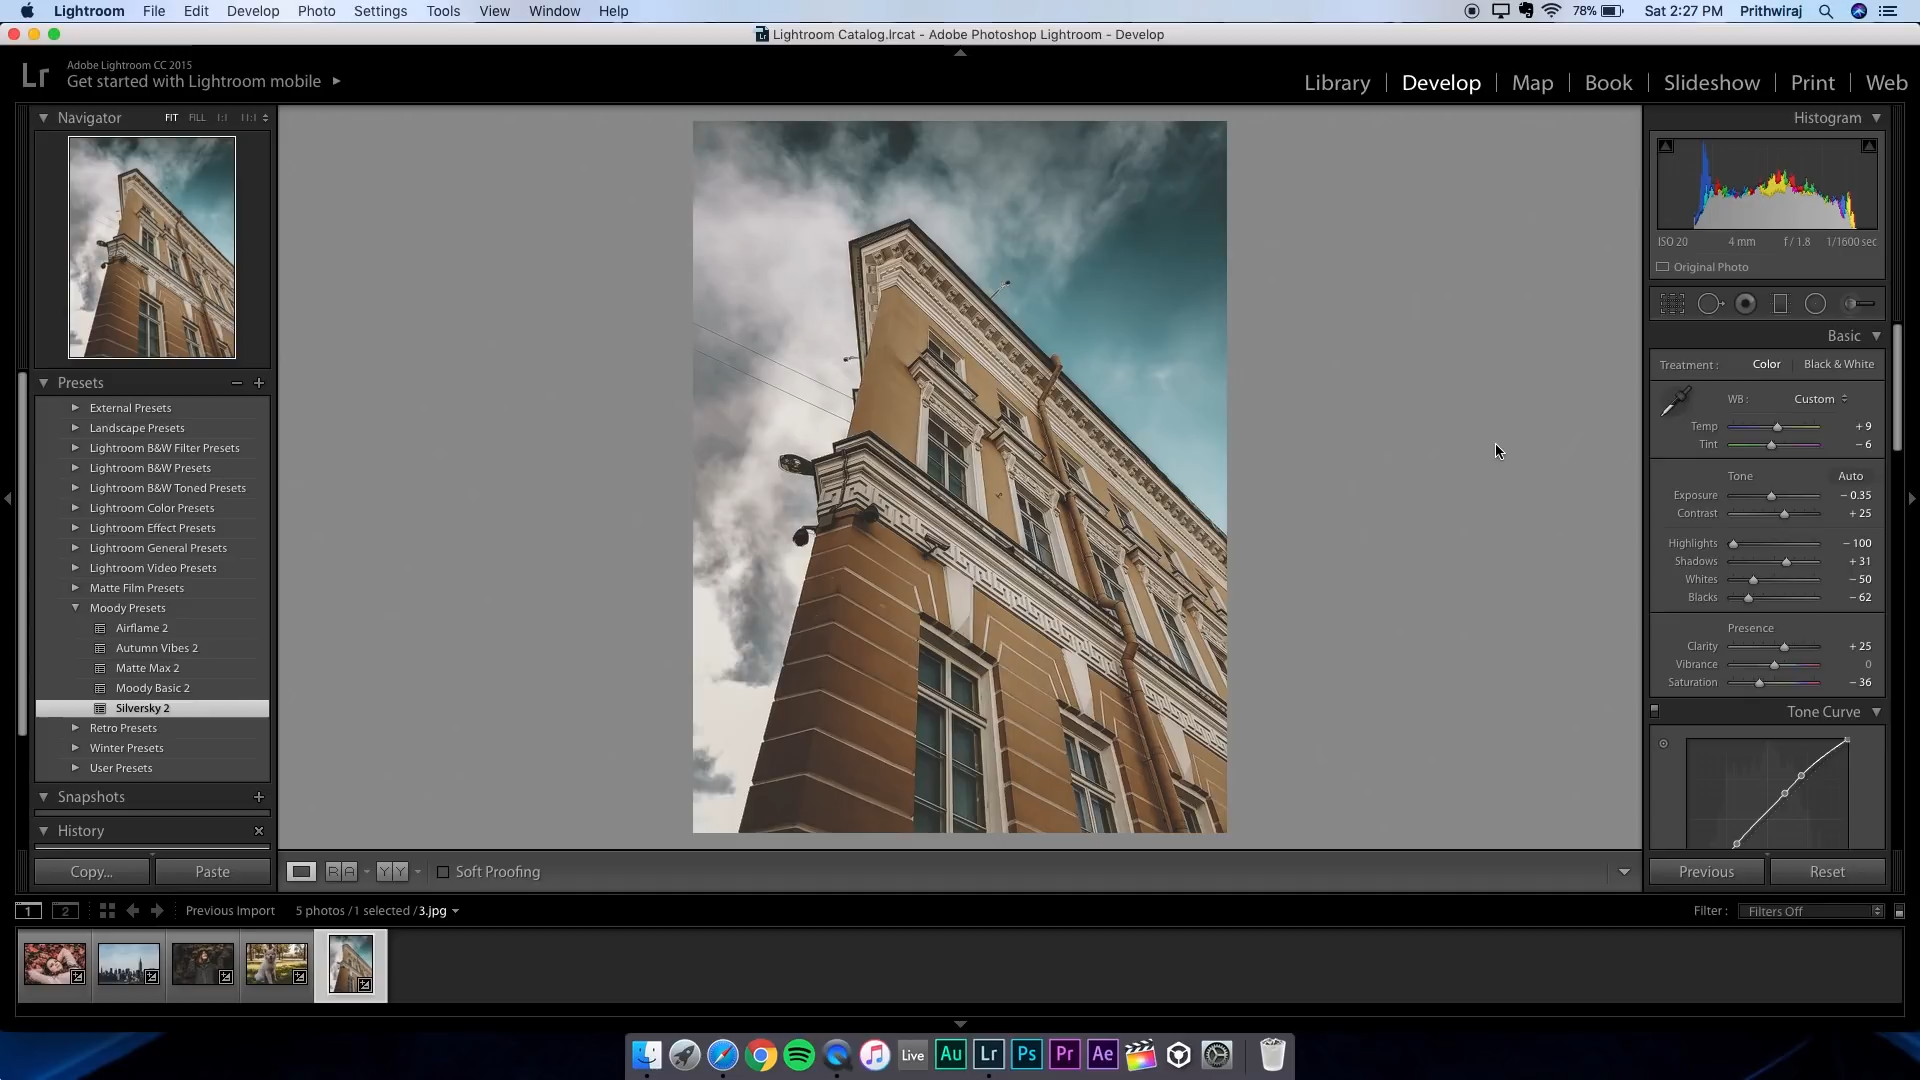 Lightroom File Edit Develop Photo Settings Tools View Window Help 78% Sat 2:27 PM Prithwiraj
Lr Lightroom Catalog.lrcat - Adobe Photoshop Lightroom - Develop
Lr
Adobe Lightroom CC 2015
Get started with Lightroom mobile
Library | Develop | Map | Book | Slideshow | Print | Web
Navigator FIT FILL 1:1
Presets
External Presets
Landscape Presets
Lightroom B&W Filter Presets
Lightroom B&W Presets
Lightroom B&W Toned Presets
Lightroom Color Presets
Lightroom Effect Presets
Lightroom General Presets
Lightroom Video Presets
Matte Film Presets
Moody Presets
Airflame 2
Autumn Vibes 2
Matte Max 2
Moody Basic 2
Silversky 2
Retro Presets
Winter Presets
User Presets
Snapshots
History
Copy... Paste
Soft Proofing
Histogram
ISO 20 4 mm f / 1.8 1/1600 sec
Original Photo
Basic
Treatment : Color Black & White
WB : Custom
Temp + 9
Tint – 6
Tone Auto
Exposure – 0.35
Contrast + 25
Highlights – 100
Shadows + 31
Whites – 50
Blacks – 62
Presence
Clarity + 25
Vibrance 0
Saturation – 36
Tone Curve
Previous Reset
1 2 Previous Import 5 photos / 1 selected / 3.jpg Filter : Filters Off
Live Au Lr Ps Pr Ae